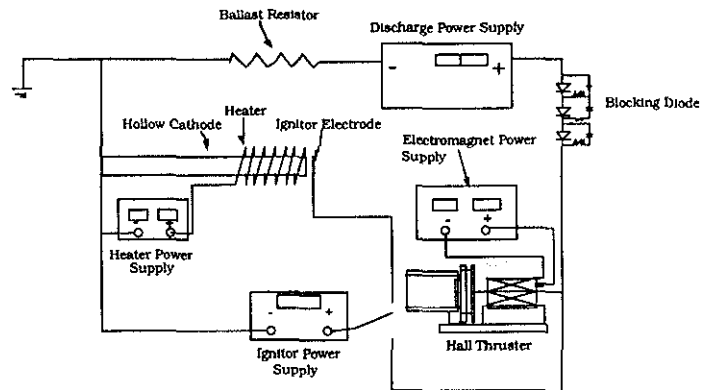 Ballast Resistor
Discharge Power Supply
-
+
Blocking Diode
Heater
Hollow Cathode
Ignitor Electrode
Electromagnet Power
Supply
-
+
-
+
Heater Power
Supply
-
+
Hall Thruster
Ignitor Power
Supply